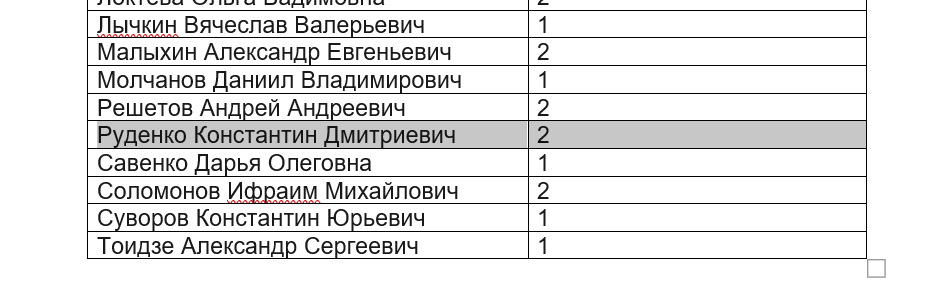 Локтева Ольга Вадимовна 2
Лычкин Вячеслав Валерьевич 1
Малыхин Александр Евгеньевич 2
Молчанов Даниил Владимирович 1
Решетов Андрей Андреевич 2
Руденко Константин Дмитриевич 2
Савенко Дарья Олеговна 1
Соломонов Ифраим Михайлович 2
Суворов Константин Юрьевич 1
Тоидзе Александр Сергеевич 1